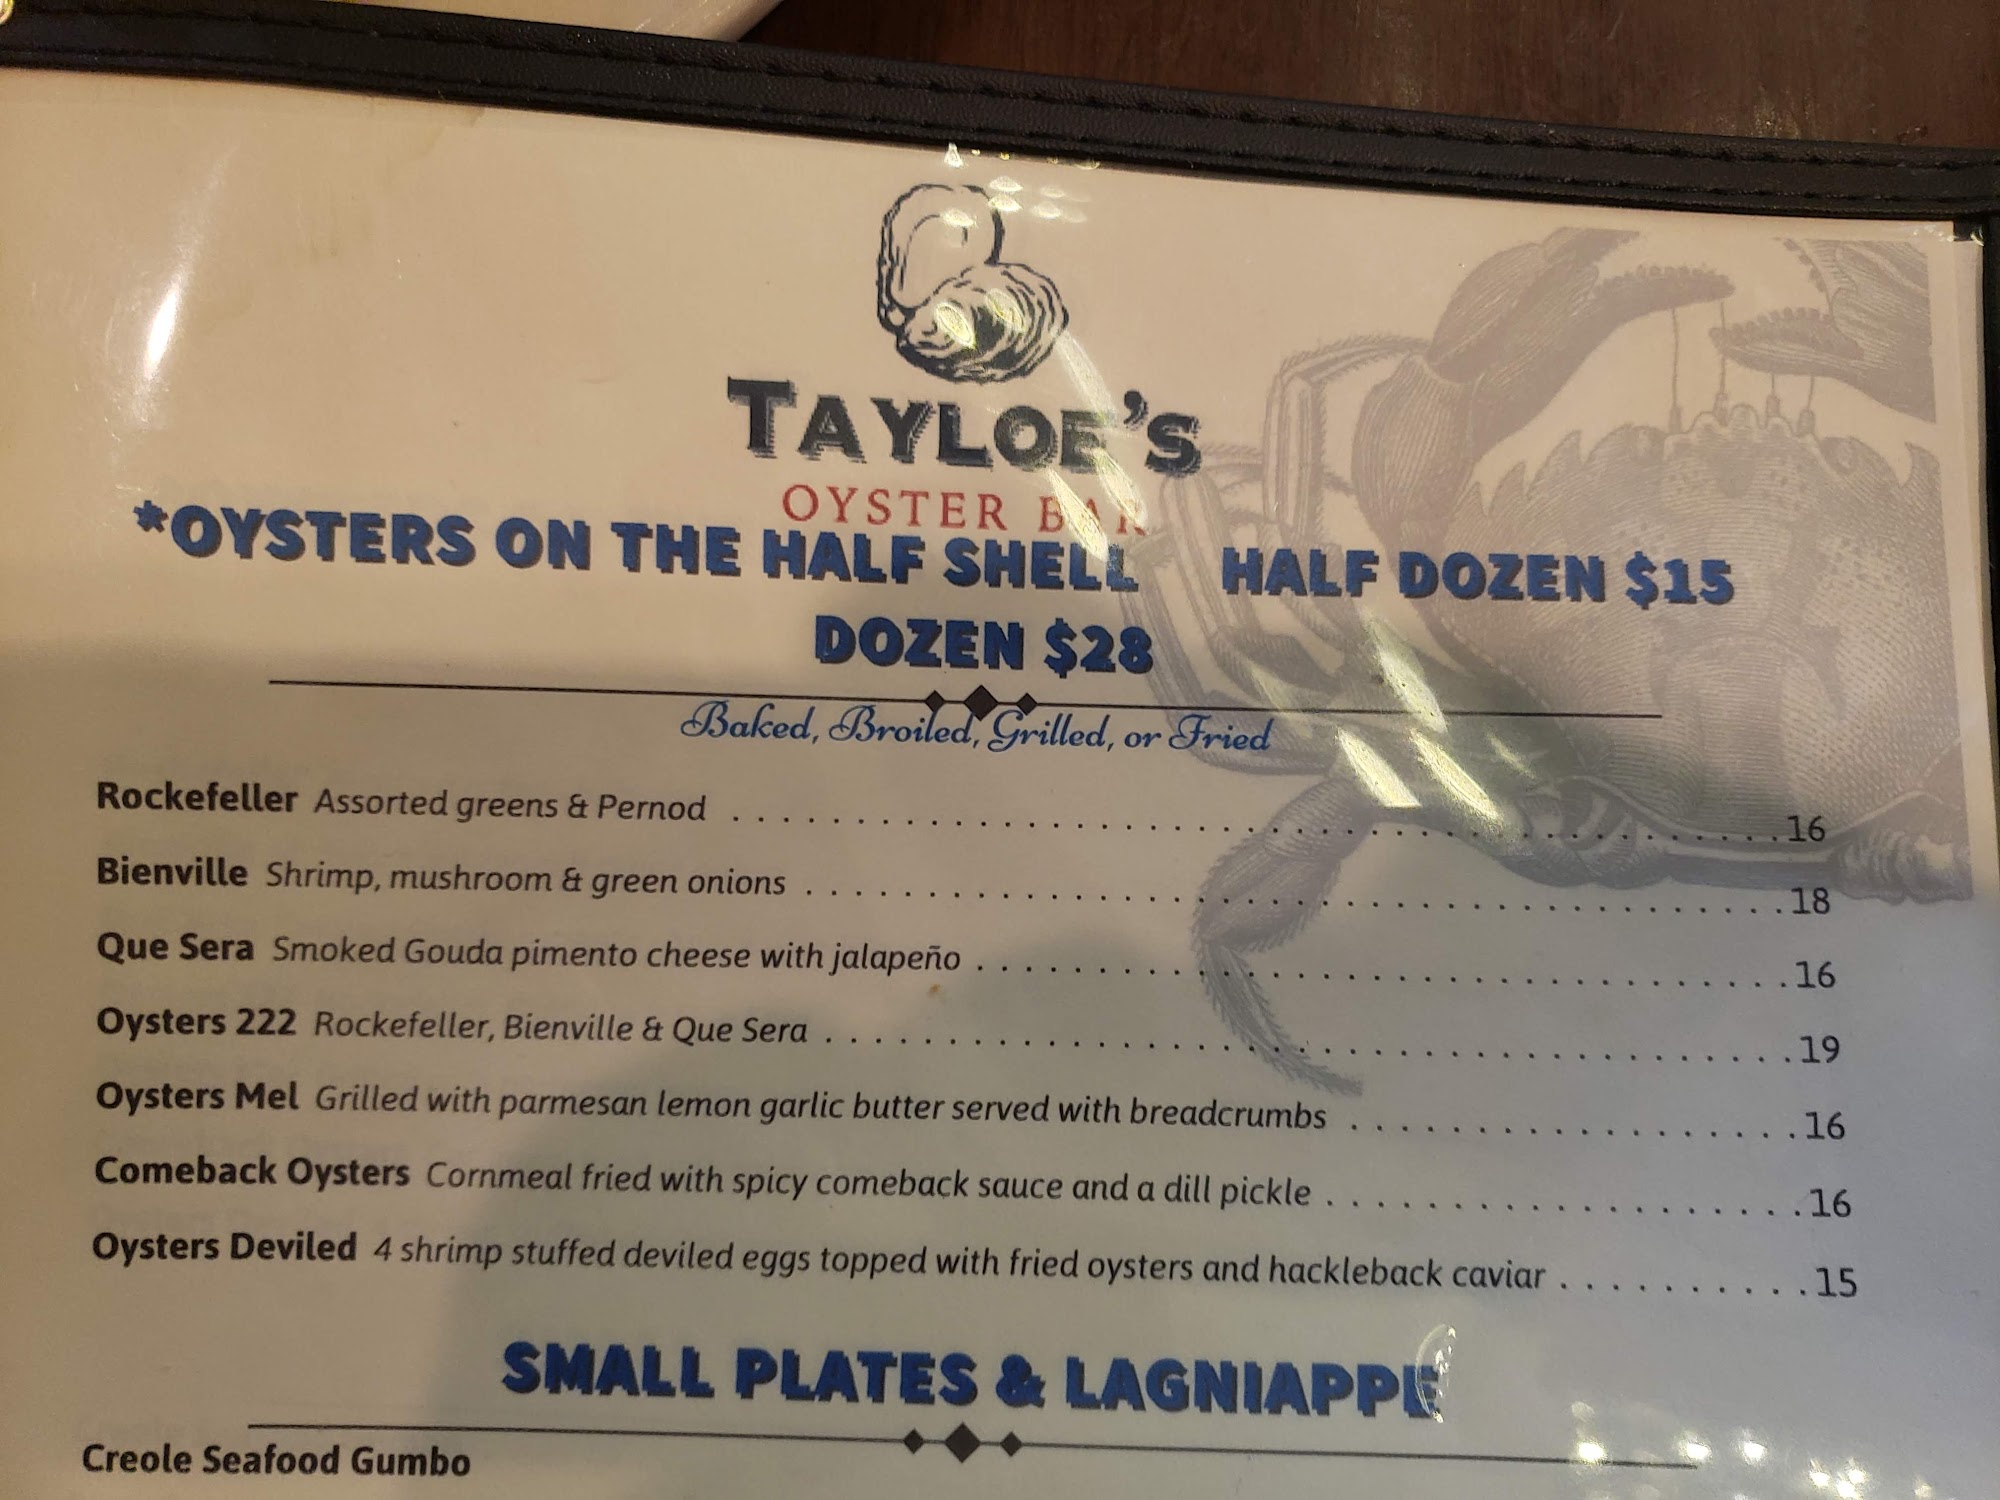 TAYLOE'S
OYSTER BAR
*OYSTERS ON THE HALF SHELL HALF DOZEN $15
DOZEN $28
Baked, Broiled, Grilled, or Fried
Rockefeller Assorted greens & Pernod . . . . . . . . . . . . . . . . . . . . . . . . . . . . . . . . . . . . . . . . . . .16
Bienville Shrimp, mushroom & green onions . . . . . . . . . . . . . . . . . . . . . . . . . . . . . . . . . . . . . . . .18
Que Sera Smoked Gouda pimento cheese with jalapeño . . . . . . . . . . . . . . . . . . . . . . . . . . . . . . . . .16
Oysters 222 Rockefeller, Bienville & Que Sera . . . . . . . . . . . . . . . . . . . . . . . . . . . . . . . . . . . . . . .19
Oysters Mel Grilled with parmesan lemon garlic butter served with breadcrumbs . . . . . . . . . . . . . . . . . . .16
Comeback Oysters Cornmeal fried with spicy comeback sauce and a dill pickle . . . . . . . . . . . . . . . . . . . .16
Oysters Deviled 4 shrimp stuffed deviled eggs topped with fried oysters and hackleback caviar . . . . . . . . . . .15
SMALL PLATES & LAGNIAPPE
Creole Seafood Gumbo